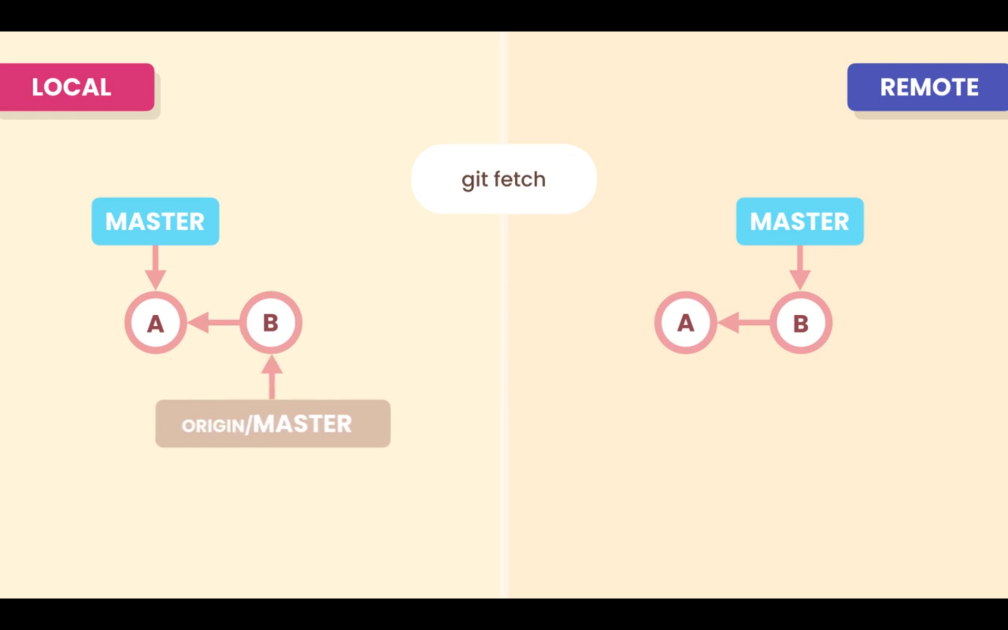 LOCAL
REMOTE
git fetch
MASTER
MASTER
A
B
A
B
ORIGIN/MASTER